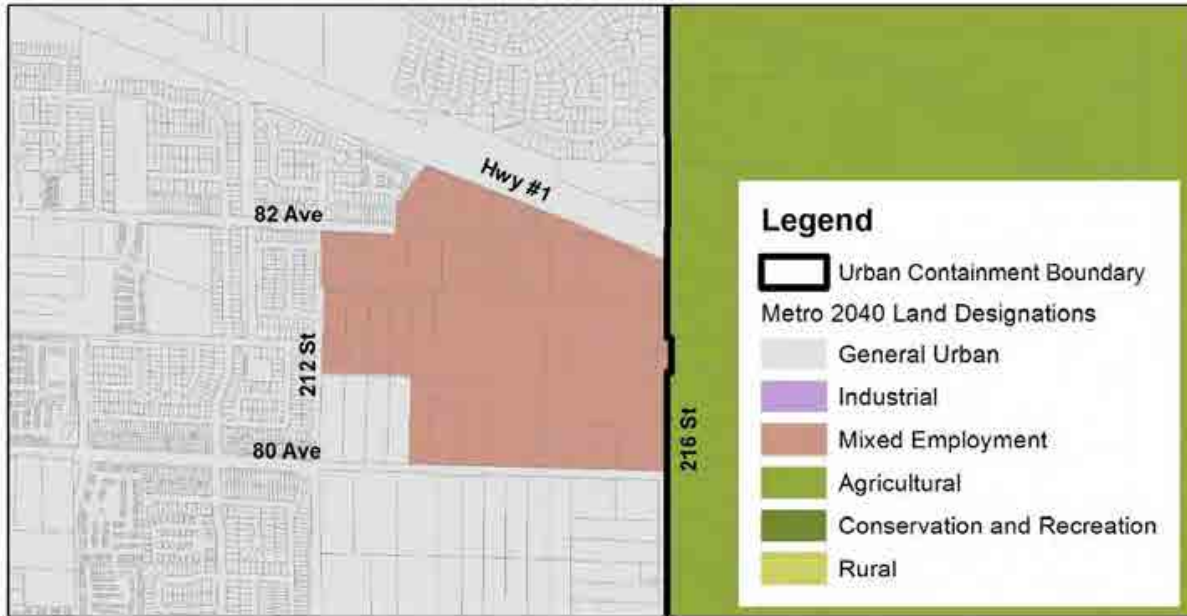 Hwy #1
82 Ave
212 St
80 Ave
216 St
Legend
Urban Containment Boundary
Metro 2040 Land Designations
General Urban
Industrial
Mixed Employment
Agricultural
Conservation and Recreation
Rural